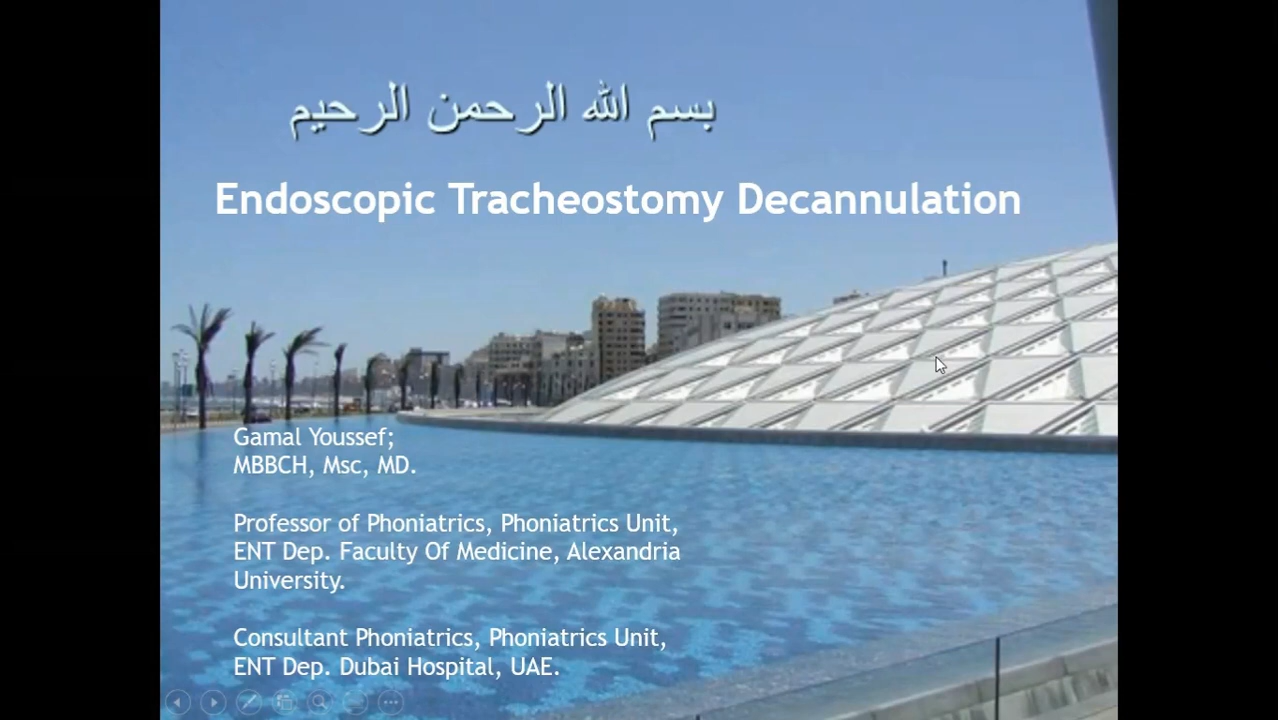 بسم الله الرحمن الرحيم
Endoscopic Tracheostomy Decannulation
Gamal Youssef;
MBBCH, Msc, MD.
Professor of Phoniatrics, Phoniatrics Unit,
ENT Dep. Faculty Of Medicine, Alexandria
University.
Consultant Phoniatrics, Phoniatrics Unit,
ENT Dep. Dubai Hospital, UAE.